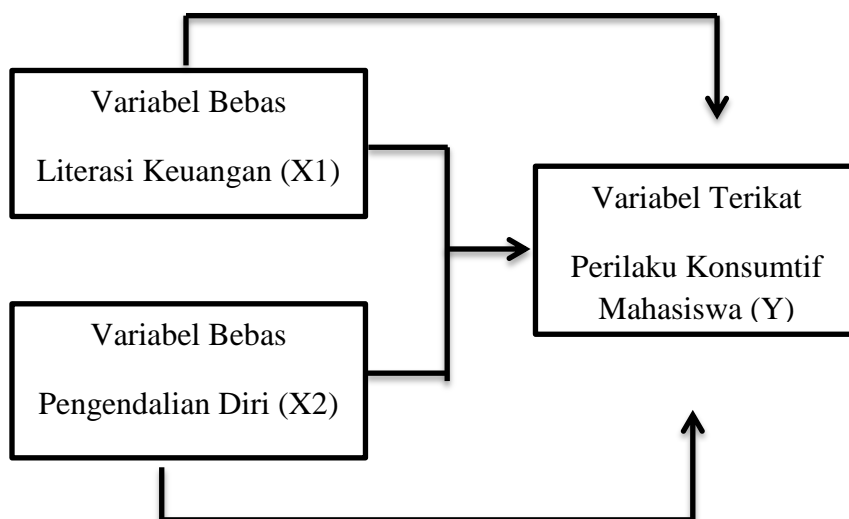 Variabel Bebas
Literasi Keuangan (X1)
Variabel Bebas
Pengendalian Diri (X2)
Variabel Terikat
Perilaku Konsumtif
Mahasiswa (Y)